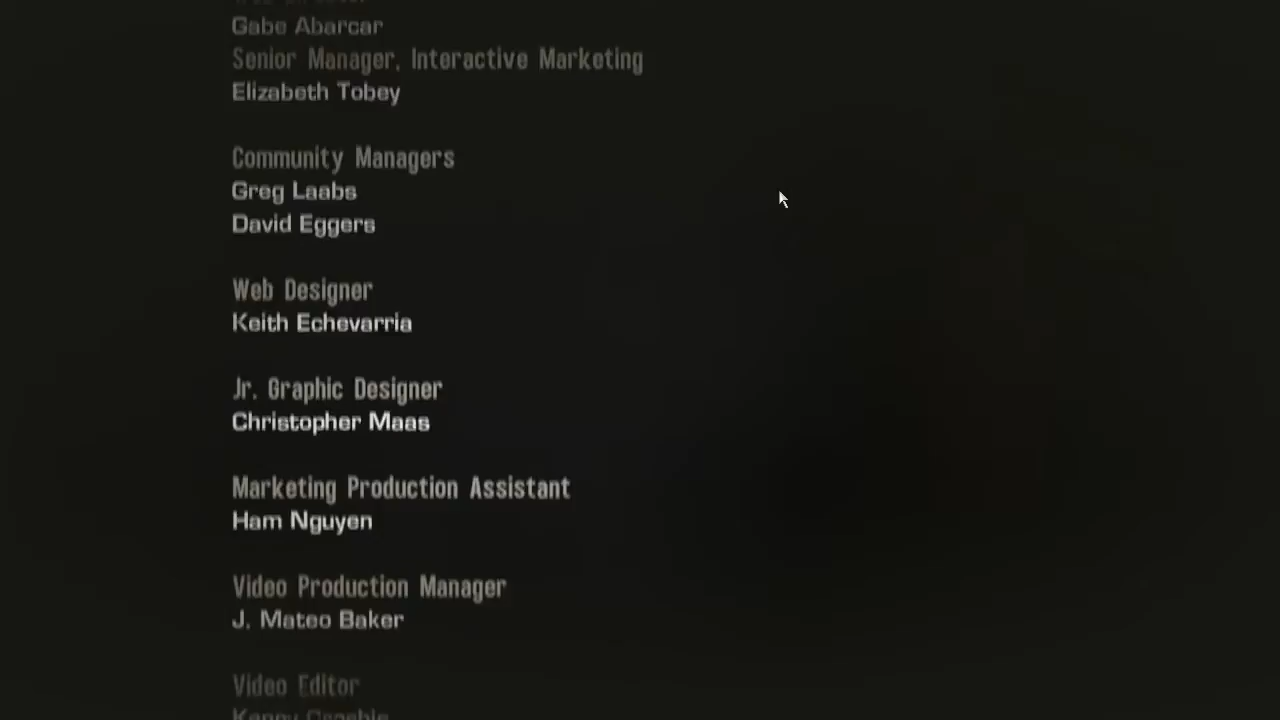 Gabe Abarcar
Senior Manager, Interactive Marketing
Elizabeth Tobey
Community Managers
Greg Laabs
David Eggers
Web Designer
Keith Echevarria
Jr. Graphic Designer
Christopher Maas
Marketing Production Assistant
Ham Nguyen
Video Production Manager
J. Mateo Baker
Video Editor